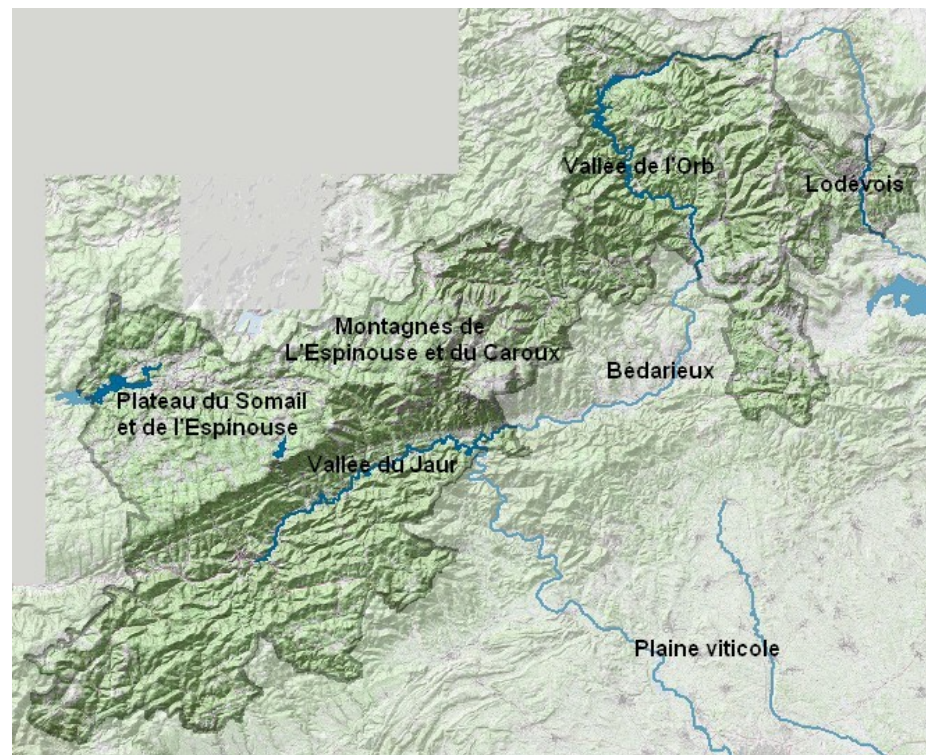 Vallée de l'Orb
Lodévois
Montagnes de
L'Espinouse et du Caroux
Bédarieux
Plateau du Somail
et de l'Espinouse
Vallée du Jaur
Plaine viticole